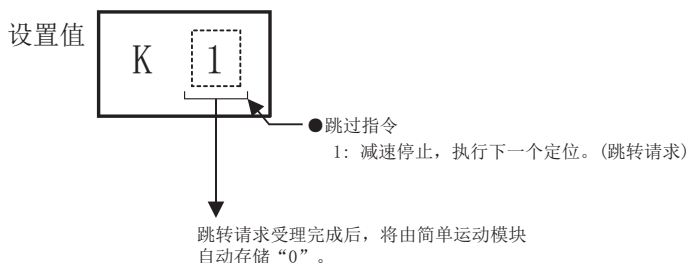 设置值
K 1
●跳过指令
1: 减速停止，执行下一个定位。(跳转请求)
跳转请求受理完成后，将由简单运动模块
自动存储“0”。